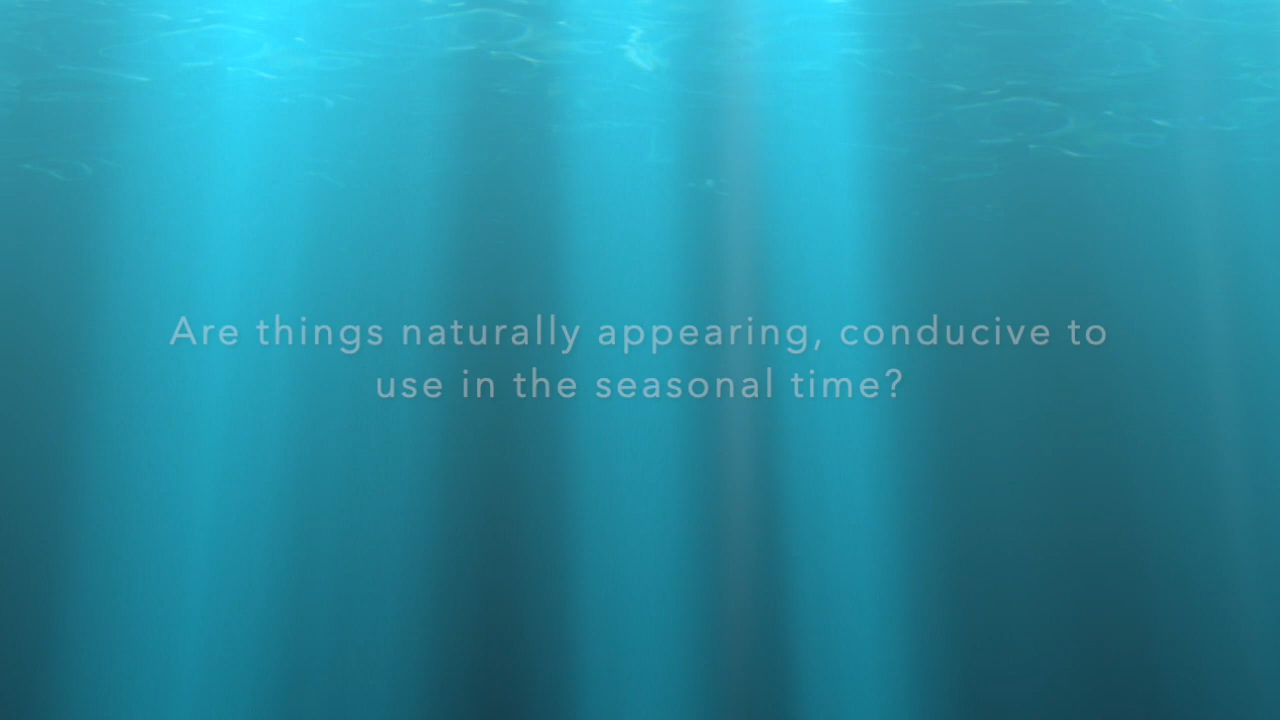 Are things naturally appearing, conducive to
use in the seasonal time?